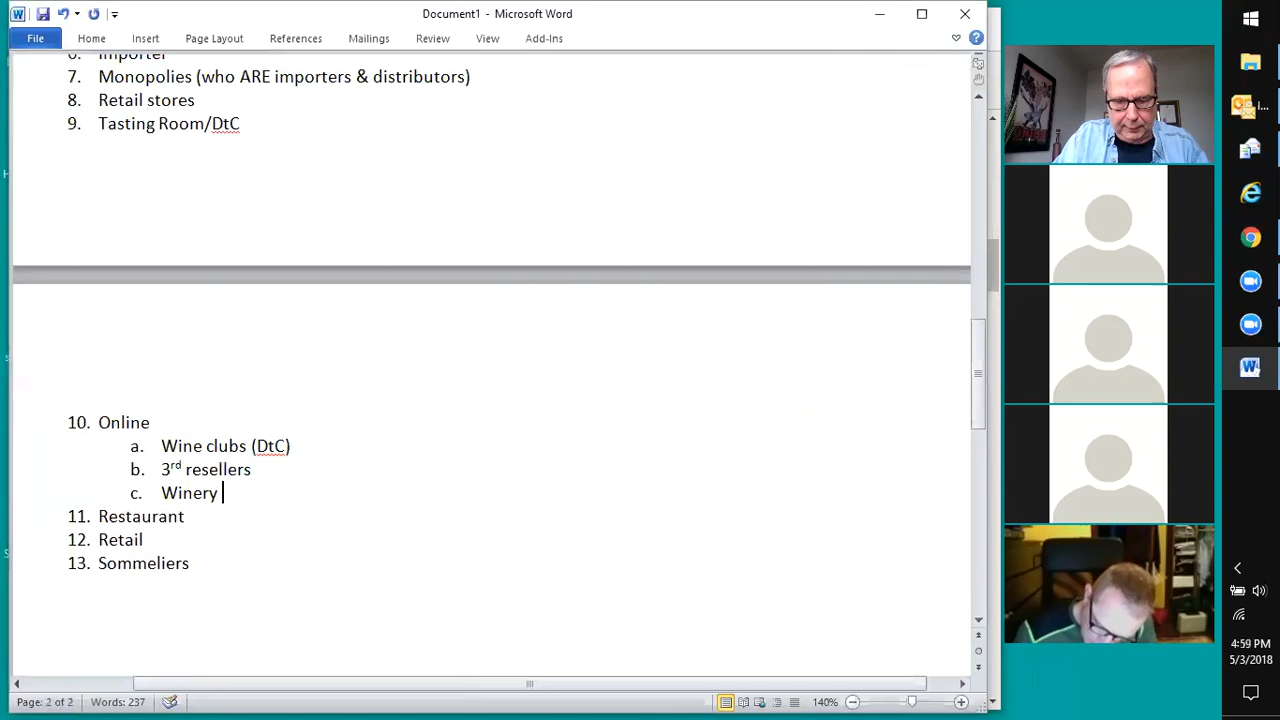 Document1 - Microsoft Word
File Home Insert Page Layout References Mailings Review View Add-Ins
6. Importer
7. Monopolies (who ARE importers & distributors)
8. Retail stores
9. Tasting Room/DtC
10. Online
a. Wine clubs (DtC)
b. 3rd resellers
c. Winery
11. Restaurant
12. Retail
13. Sommeliers
Page: 2 of 2 Words: 237 140%
4:59 PM
5/3/2018